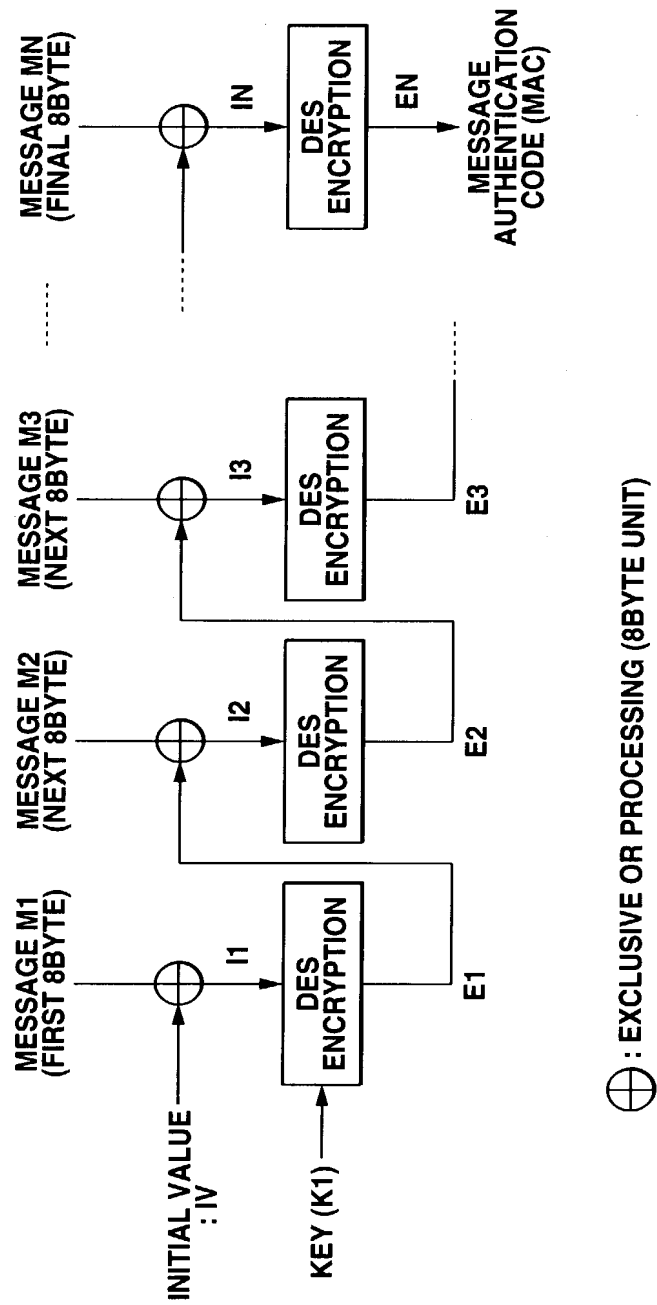 MESSAGE M1
(FIRST 8BYTE)
MESSAGE M2
(NEXT 8BYTE)
MESSAGE M3
(NEXT 8BYTE)
MESSAGE MN
(FINAL 8BYTE)
INITIAL VALUE
: IV
I1
I2
I3
IN
KEY (K1)
DES
ENCRYPTION
DES
ENCRYPTION
DES
ENCRYPTION
DES
ENCRYPTION
E1
E2
E3
EN
MESSAGE
AUTHENTICATION
CODE (MAC)
: EXCLUSIVE OR PROCESSING (8BYTE UNIT)